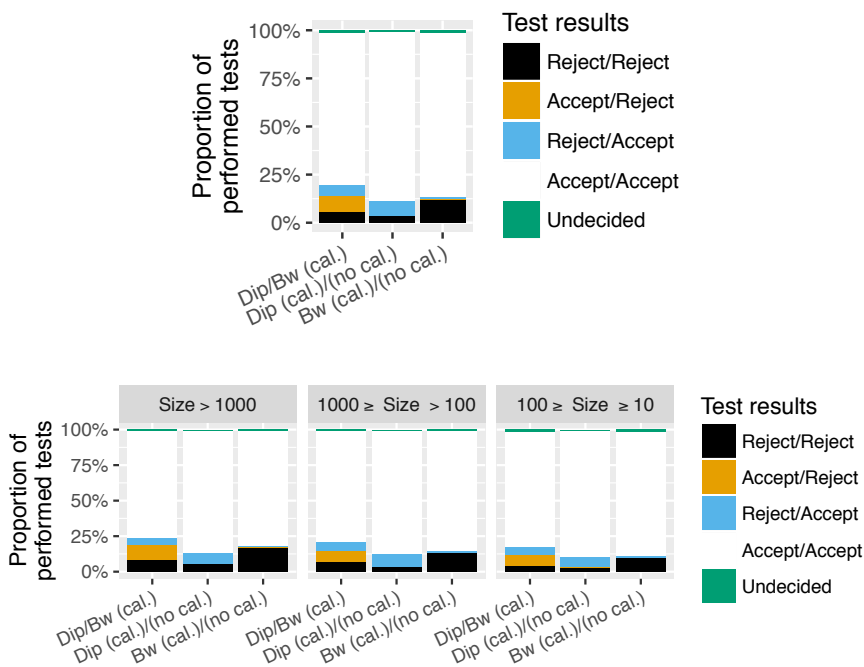 Proportion of
performed tests
100%
75%
50%
25%
0%
Dip/Bw (cal.)
Dip (cal.)/(no cal.)
Bw (cal.)/(no cal.)
Test results
Reject/Reject
Accept/Reject
Reject/Accept
Accept/Accept
Undecided
Size > 1000
1000 ≥ Size > 100
100 ≥ Size ≥ 10
Proportion of
performed tests
100%
75%
50%
25%
0%
Dip/Bw (cal.)
Dip (cal.)/(no cal.)
Bw (cal.)/(no cal.)
Dip/Bw (cal.)
Dip (cal.)/(no cal.)
Bw (cal.)/(no cal.)
Dip/Bw (cal.)
Dip (cal.)/(no cal.)
Bw (cal.)/(no cal.)
Test results
Reject/Reject
Accept/Reject
Reject/Accept
Accept/Accept
Undecided